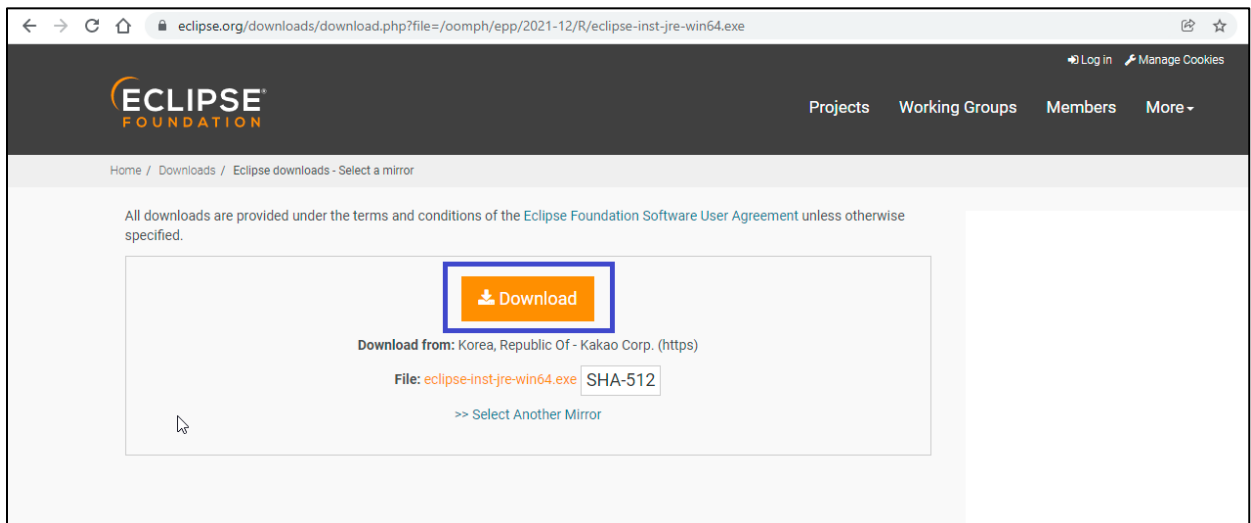 eclipse.org/downloads/download.php?file=/oomph/epp/2021-12/R/eclipse-inst-jre-win64.exe
Log in Manage Cookies
ECLIPSE®
FOUNDATION
Projects Working Groups Members More
Home / Downloads / Eclipse downloads - Select a mirror
All downloads are provided under the terms and conditions of the Eclipse Foundation Software User Agreement unless otherwise
specified.
Download
Download from: Korea, Republic Of - Kakao Corp. (https)
File: eclipse-inst-jre-win64.exe SHA-512
>> Select Another Mirror